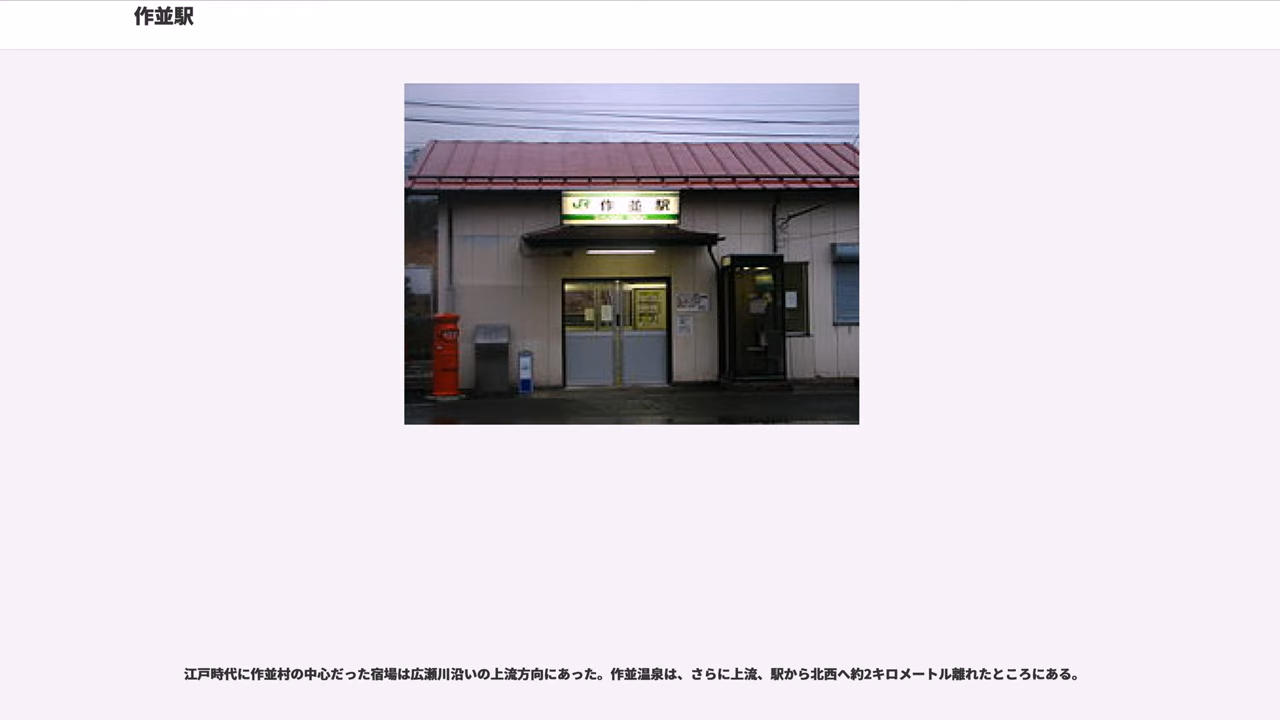 作並駅
JR 作並駅
江戸時代に作並村の中心だった宿場は広瀬川沿いの上流方向にあった。作並温泉は、さらに上流、駅から北西へ約2キロメートル離れたところにある。